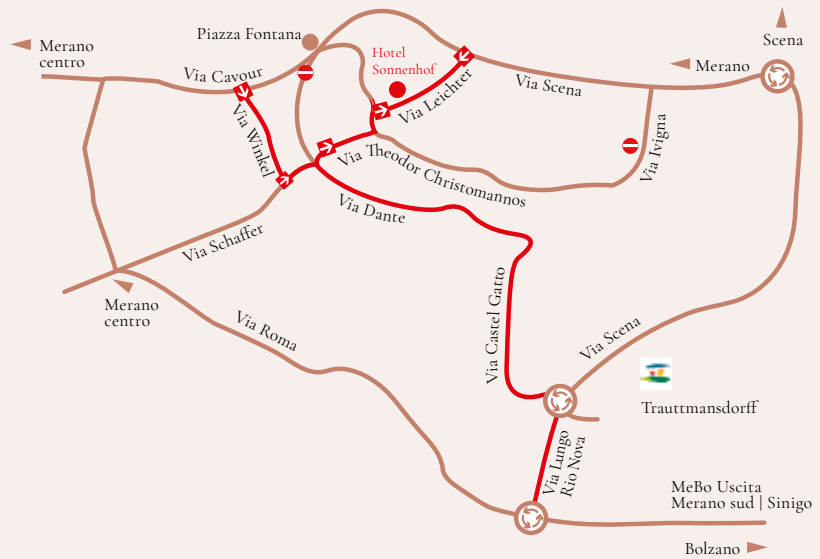 Scena
Piazza Fontana
Merano
centro
Hotel
Sonnenhof
Merano
Via Cavour
Via Scena
Via Leichter
Via Winkel
Via Ivigna
Via Theodor Christomannos
Via Dante
Via Schaffer
Merano
centro
Via Castel Gatto
Via Roma
Via Scena
Trauttmansdorff
Via Lungo
Rio Nova
MeBo Uscita
Merano sud | Sinigo
Bolzano